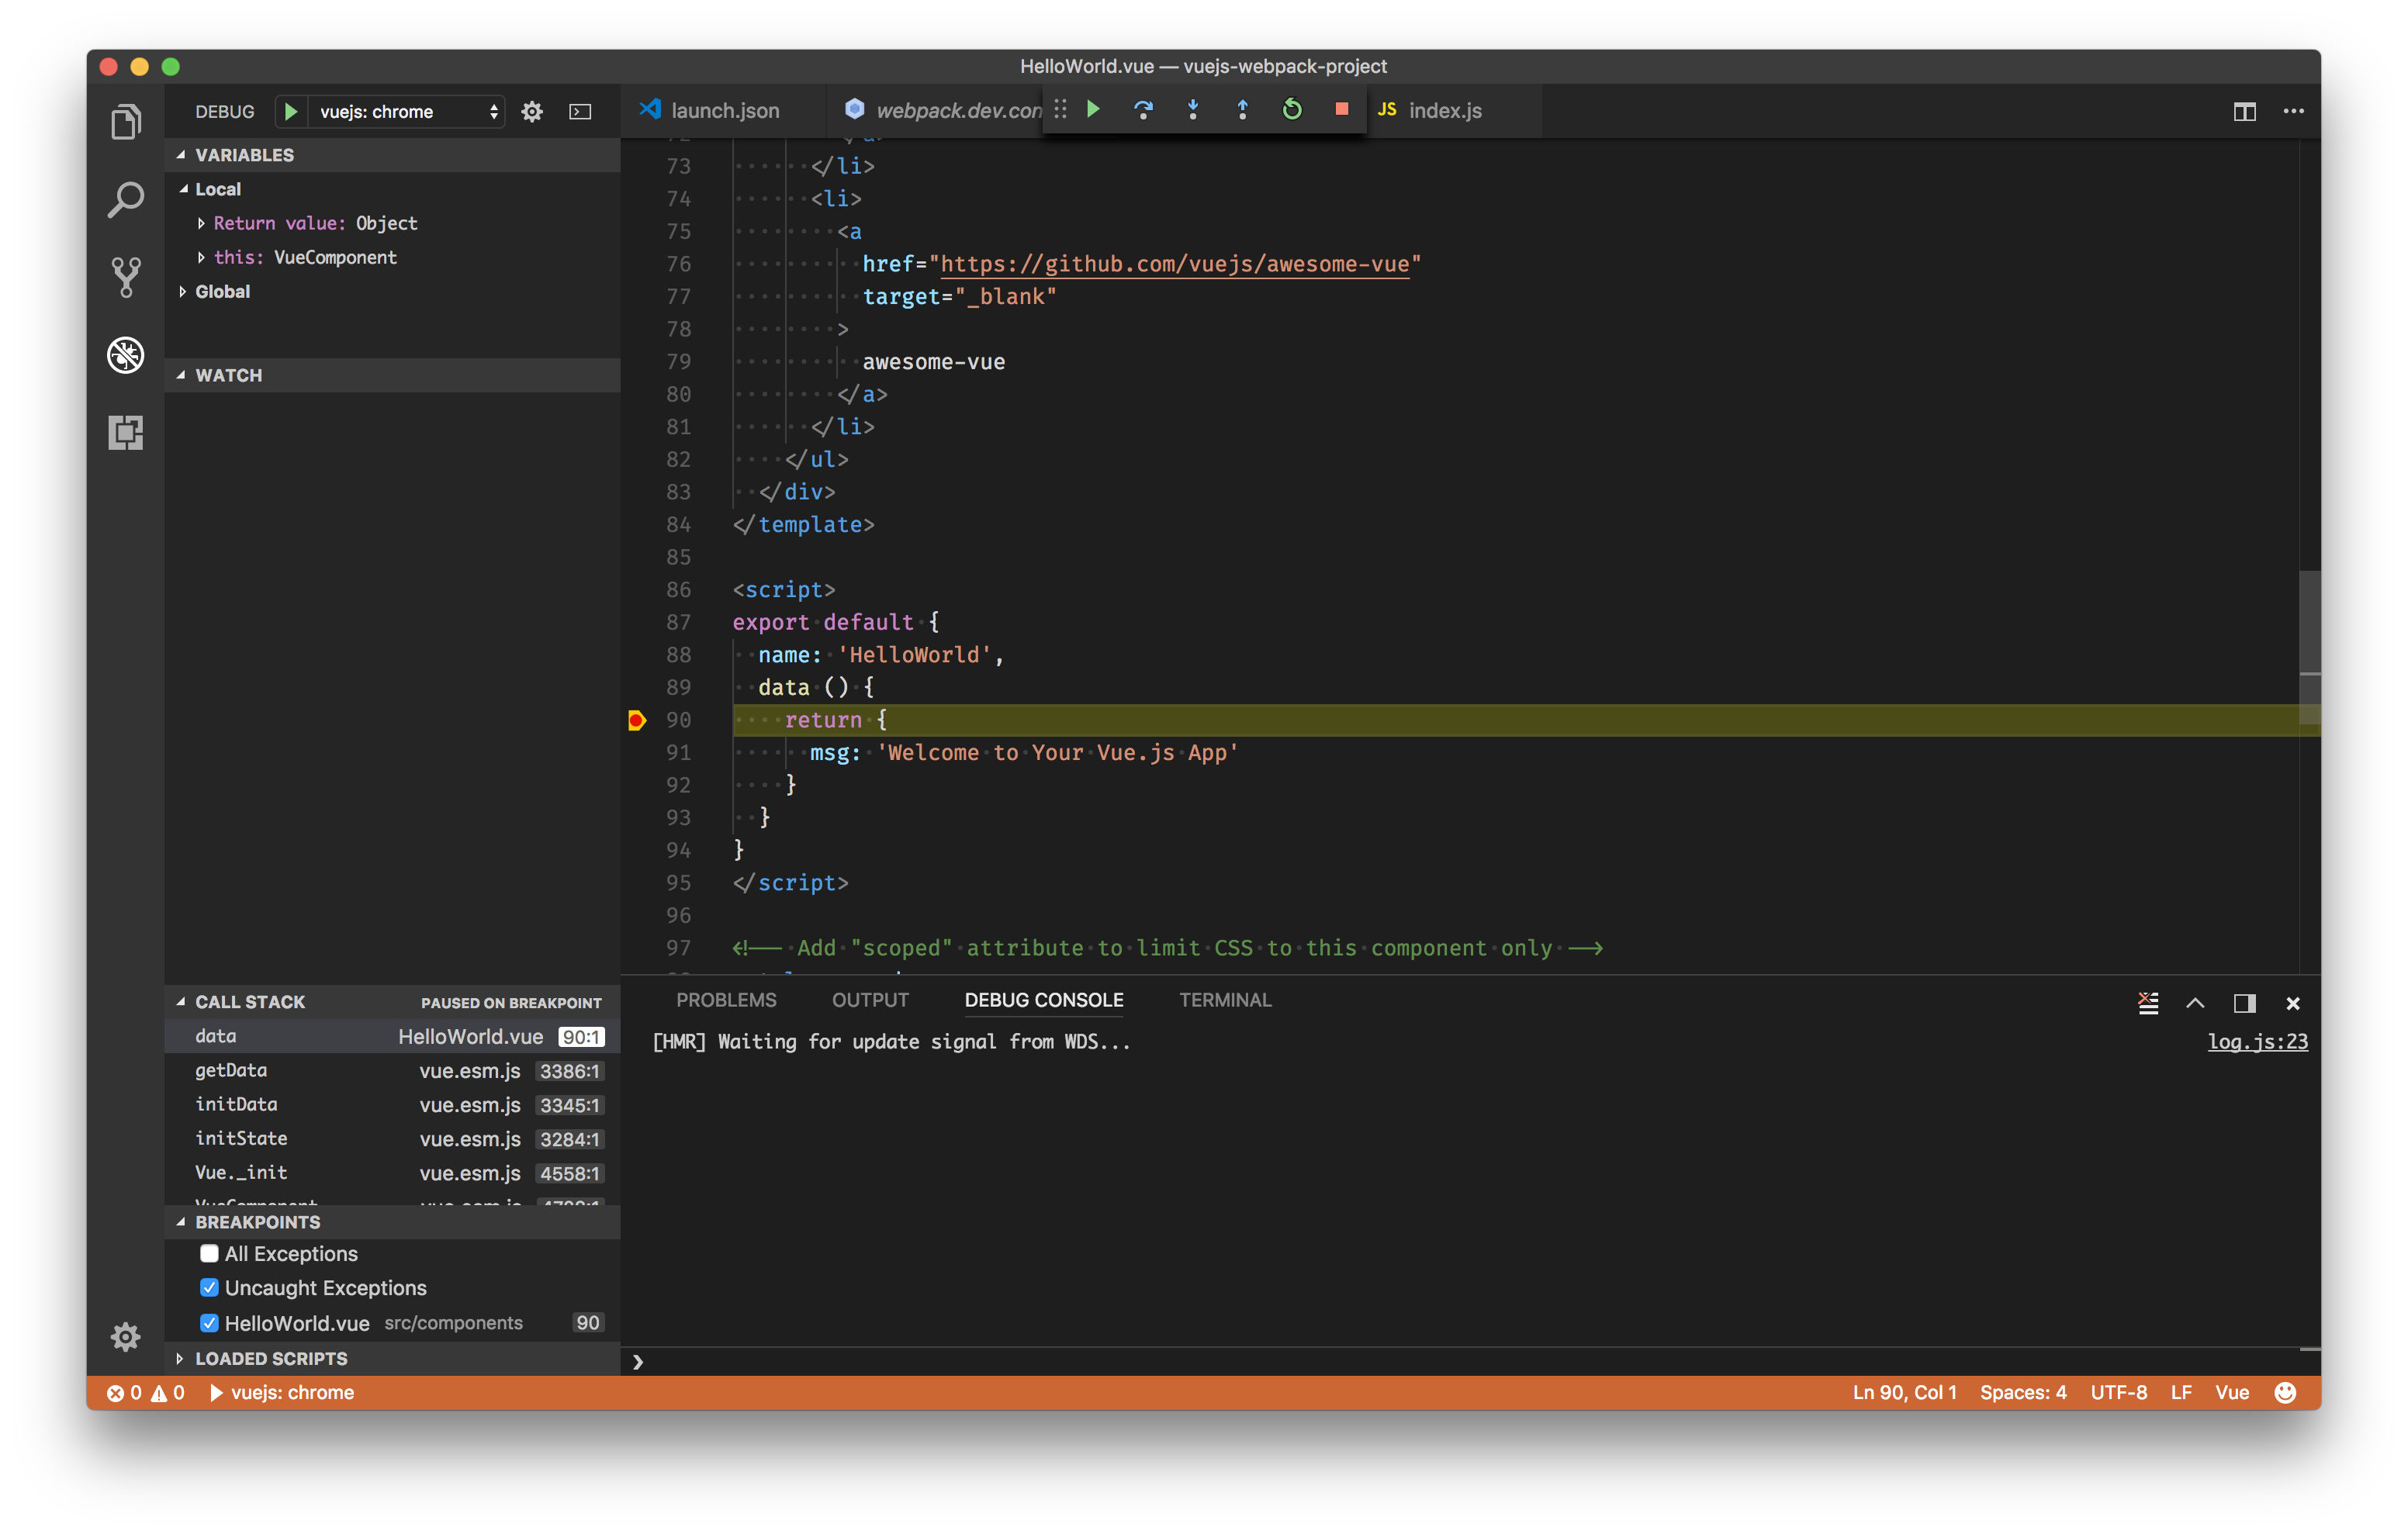 HelloWorld.vue — vuejs-webpack-project
DEBUG vuejs: chrome
launch.json webpack.dev.con JS index.js
VARIABLES
Local
Return value: Object
this: VueComponent
Global
WATCH
CALL STACK PAUSED ON BREAKPOINT
data HelloWorld.vue 90:1
getData vue.esm.js 3386:1
initData vue.esm.js 3345:1
initState vue.esm.js 3284:1
Vue._init vue.esm.js 4558:1
BREAKPOINTS
All Exceptions
Uncaught Exceptions
HelloWorld.vue src/components 90
LOADED SCRIPTS
73 </li>
74 <li>
75 <a
76 href="https://github.com/vuejs/awesome-vue"
77 target="_blank"
78 >
79 awesome-vue
80 </a>
81 </li>
82 </ul>
83 </div>
84 </template>
85
86 <script>
87 export default {
88 name: 'HelloWorld',
89 data () {
90 return {
91 msg: 'Welcome to Your Vue.js App'
92 }
93 }
94 }
95 </script>
96
97 <!-- Add "scoped" attribute to limit CSS to this component only -->
PROBLEMS OUTPUT DEBUG CONSOLE TERMINAL
[HMR] Waiting for update signal from WDS... log.js:23
0 0 vuejs: chrome Ln 90, Col 1 Spaces: 4 UTF-8 LF Vue